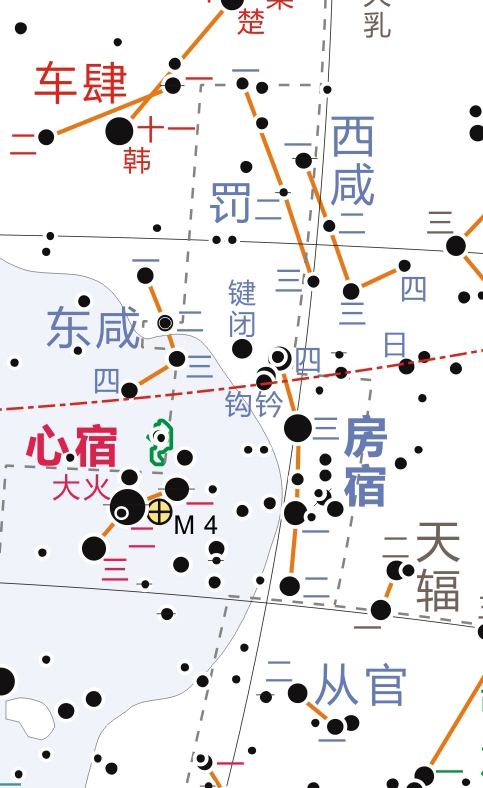 楚
乳
车肆
一
一
二
十一
韩
西咸
一
罚
二
二
三
三
一
三
四
键闭
东咸
二
四
日
三
四
钩钤
心宿
三
房宿
大火
一
M 4
二
一
三
二
天辐
二
一
二
从官
一
一
一